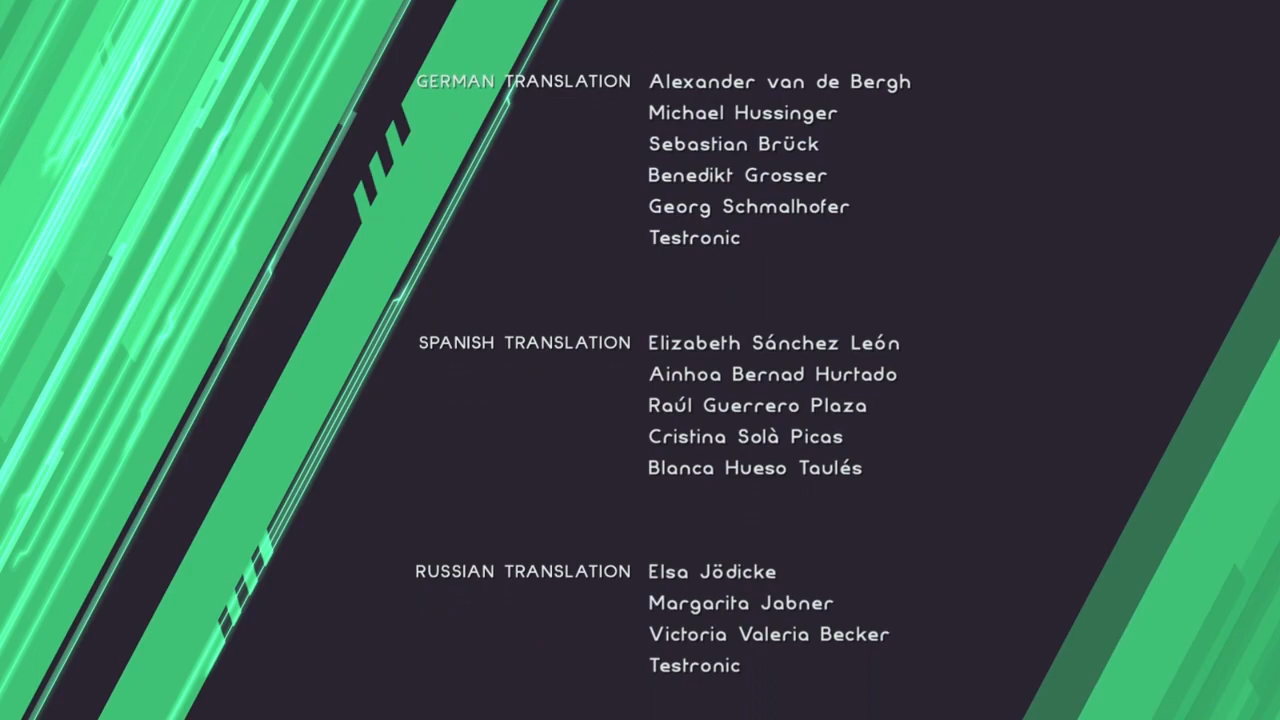 GERMAN TRANSLATION Alexander van de Bergh
Michael Hussinger
Sebastian Brück
Benedikt Grosser
Georg Schmalhofer
Testronic
SPANISH TRANSLATION Elizabeth Sánchez León
Ainhoa Bernad Hurtado
Raúl Guerrero Plaza
Cristina Solà Picas
Blanca Hueso Taulés
RUSSIAN TRANSLATION Elsa Jödicke
Margarita Jabner
Victoria Valeria Becker
Testronic